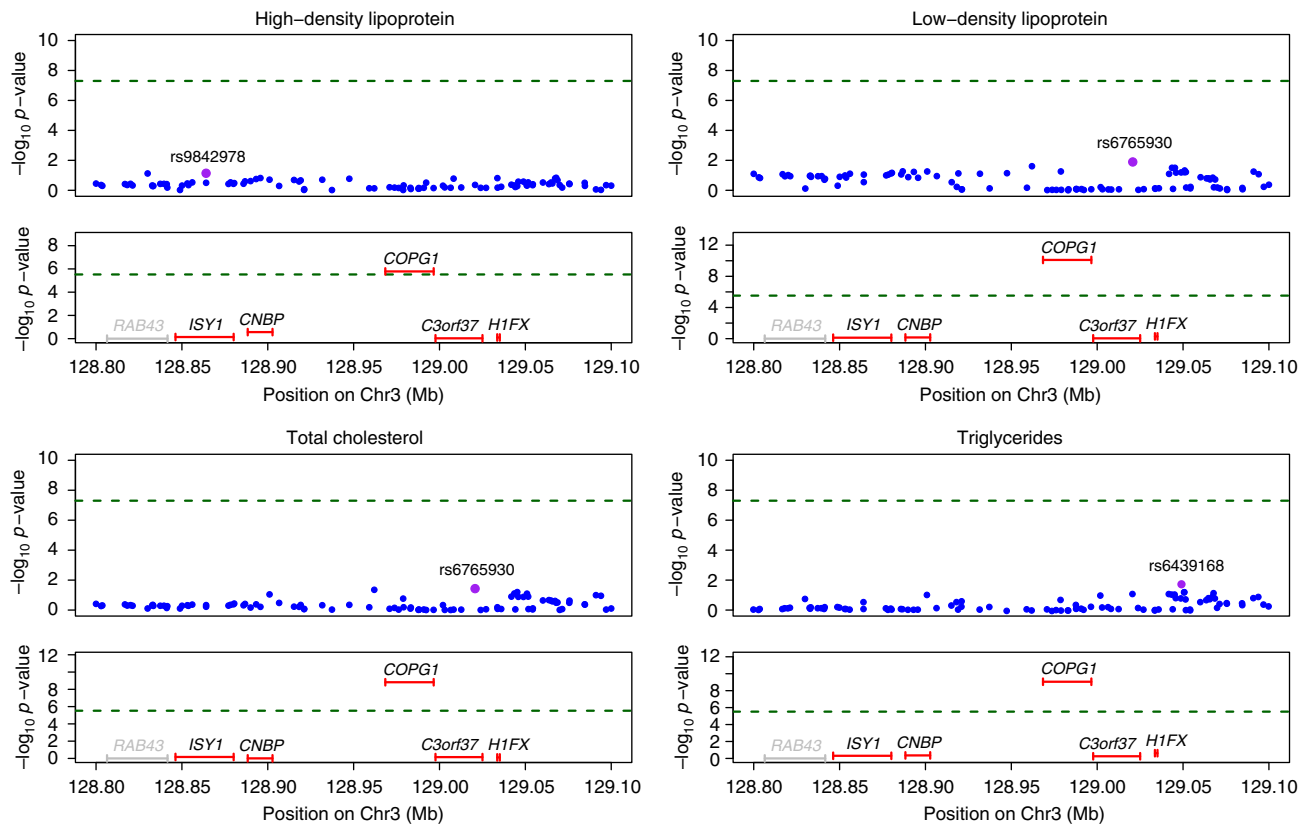 High−density lipoprotein
−log10 p−value
10
8
6
4
2
0
rs9842978
−log10 p−value
8
6
4
2
0
COPG1
RAB43 ISY1 CNBP C3orf37 H1FX
128.80 128.85 128.90 128.95 129.00 129.05 129.10
Position on Chr3 (Mb)
Low−density lipoprotein
−log10 p−value
10
8
6
4
2
0
rs6765930
−log10 p−value
12
8
6
4
2
0
COPG1
RAB43 ISY1 CNBP C3orf37 H1FX
128.80 128.85 128.90 128.95 129.00 129.05 129.10
Position on Chr3 (Mb)
Total cholesterol
−log10 p−value
10
8
6
4
2
0
rs6765930
−log10 p−value
12
8
6
4
2
0
COPG1
RAB43 ISY1 CNBP C3orf37 H1FX
128.80 128.85 128.90 128.95 129.00 129.05 129.10
Position on Chr3 (Mb)
Triglycerides
−log10 p−value
10
8
6
4
2
0
rs6439168
−log10 p−value
12
8
6
4
2
0
COPG1
RAB43 ISY1 CNBP C3orf37 H1FX
128.80 128.85 128.90 128.95 129.00 129.05 129.10
Position on Chr3 (Mb)